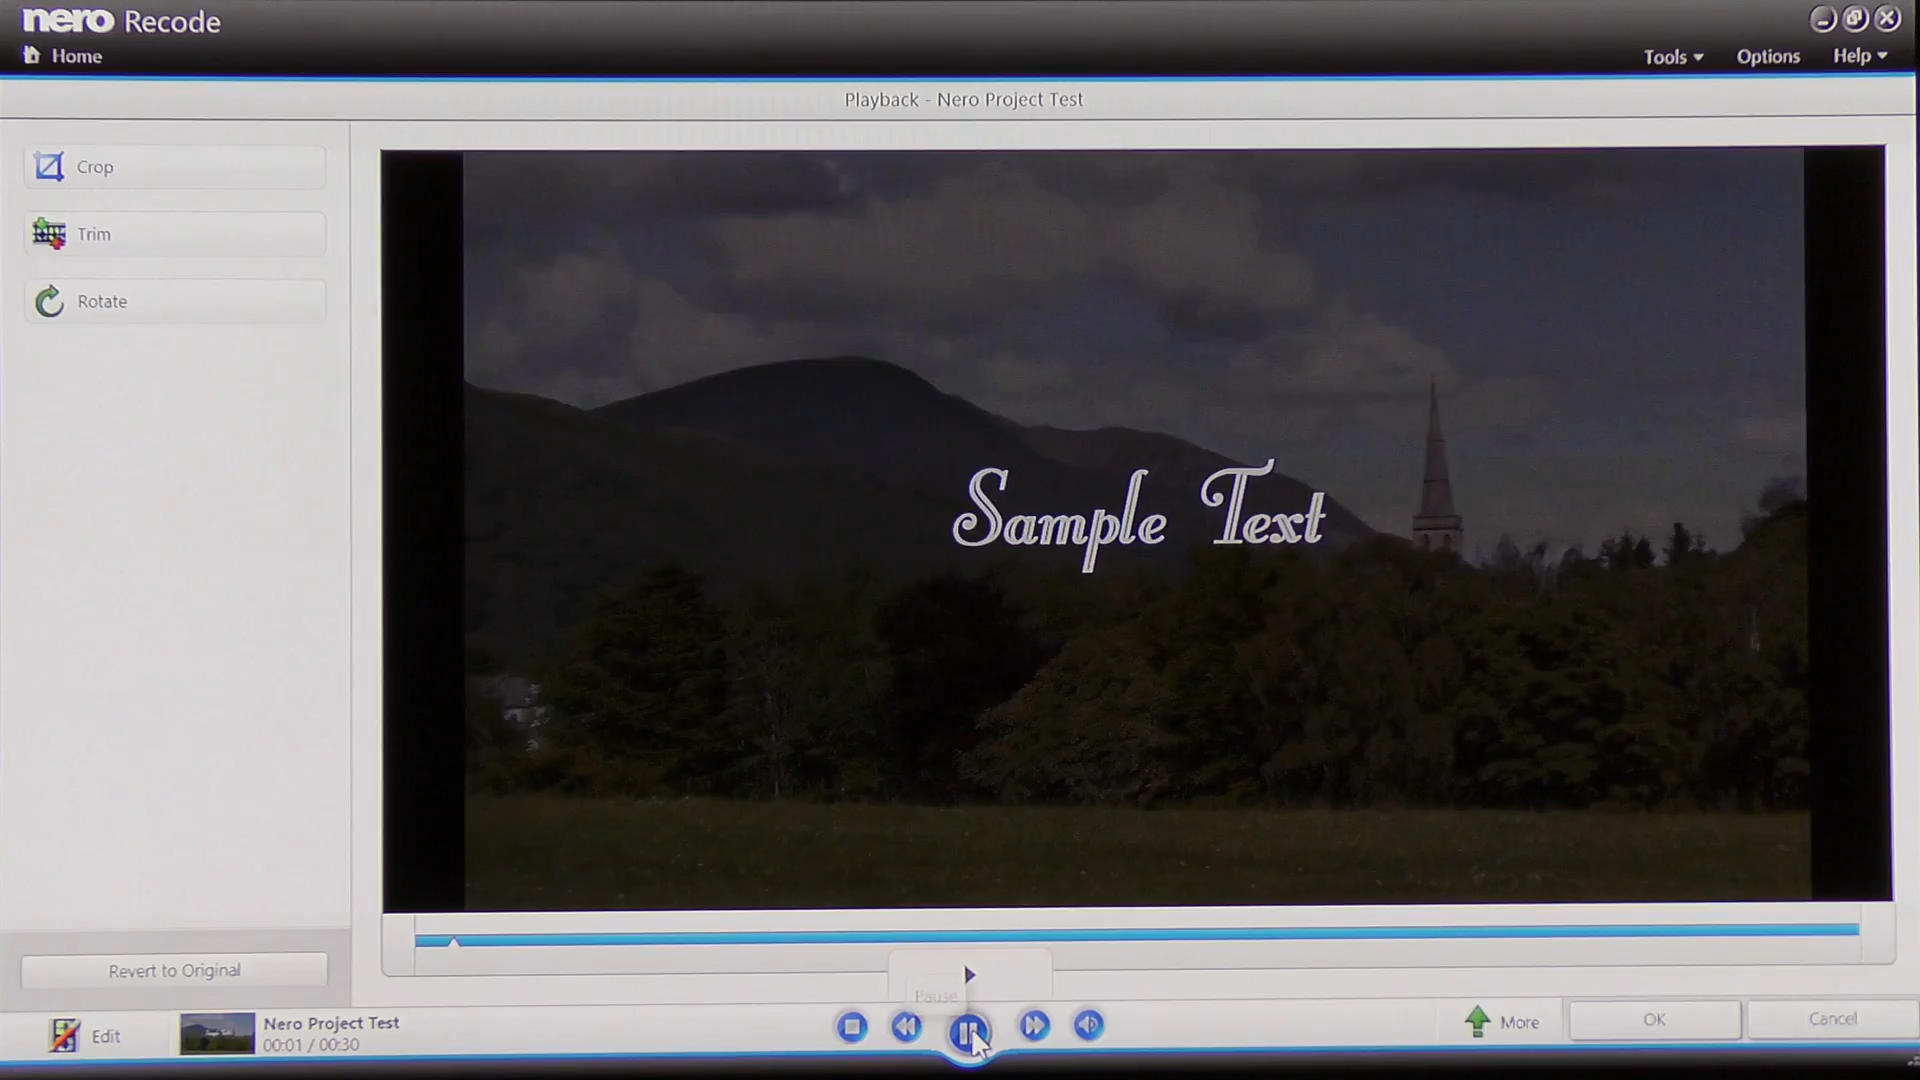 nero Recode
Home
Tools
Options
Help
Playback - Nero Project Test
Crop
Trim
Rotate
Sample Text
Revert to Original
Pause
Edit
Nero Project Test
00:01 / 00:30
More
OK
Cancel